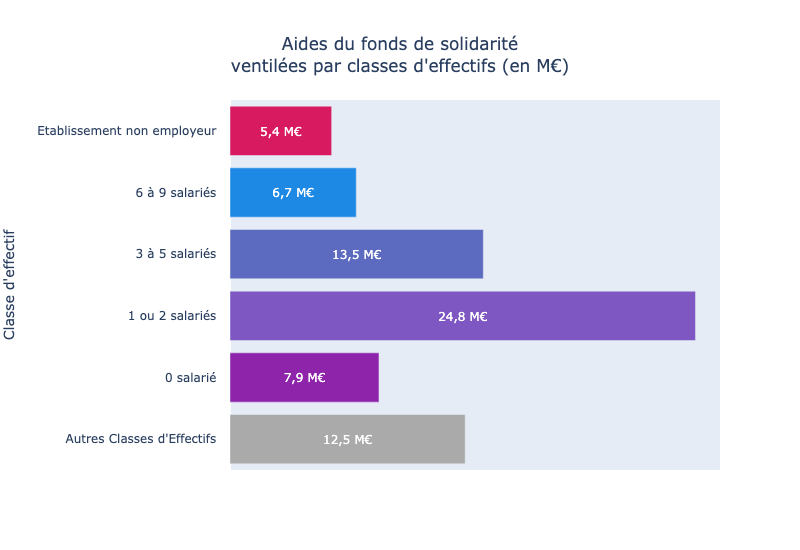 Aides du fonds de solidarité
ventilées par classes d'effectifs (en M€)
Classe d'effectif
Etablissement non employeur
5,4 M€
6 à 9 salariés
6,7 M€
3 à 5 salariés
13,5 M€
1 ou 2 salariés
24,8 M€
0 salarié
7,9 M€
Autres Classes d'Effectifs
12,5 M€